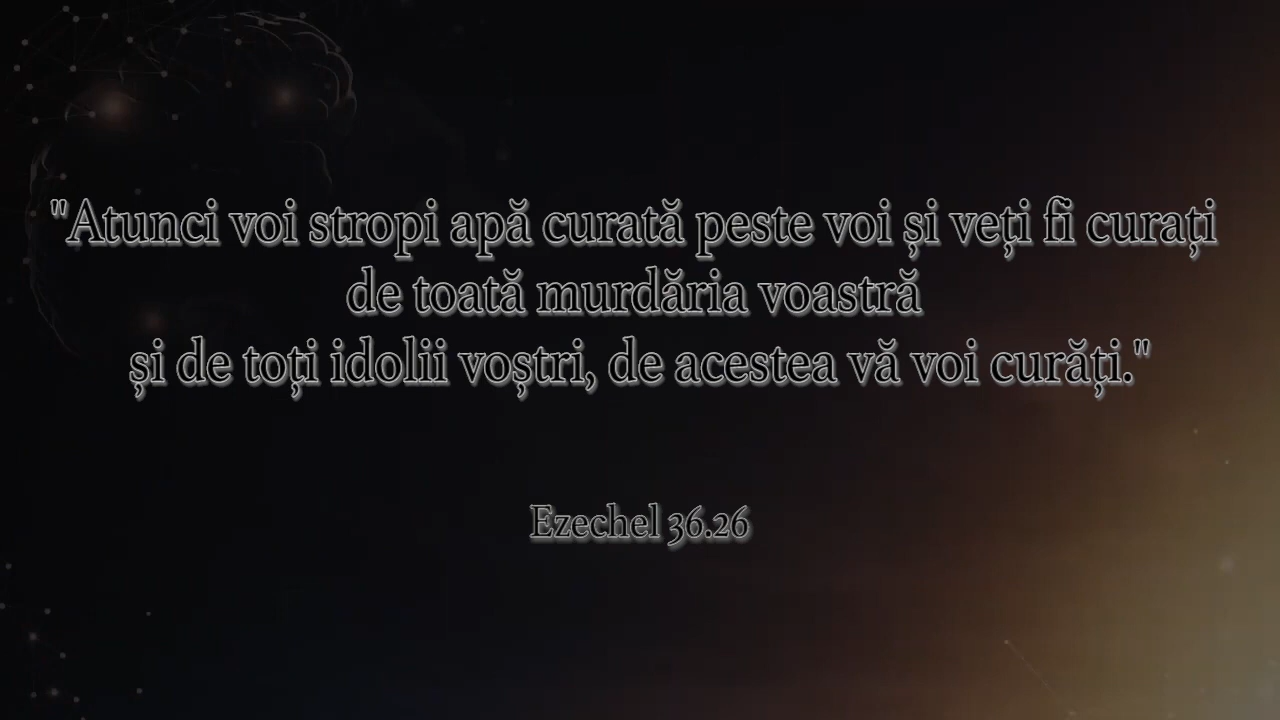 "Atunci voi stropi apă curată peste voi și veți fi curați
de toată murdăria voastră
și de toți idolii voștri, de acestea vă voi curăți."
Ezechel 36.26